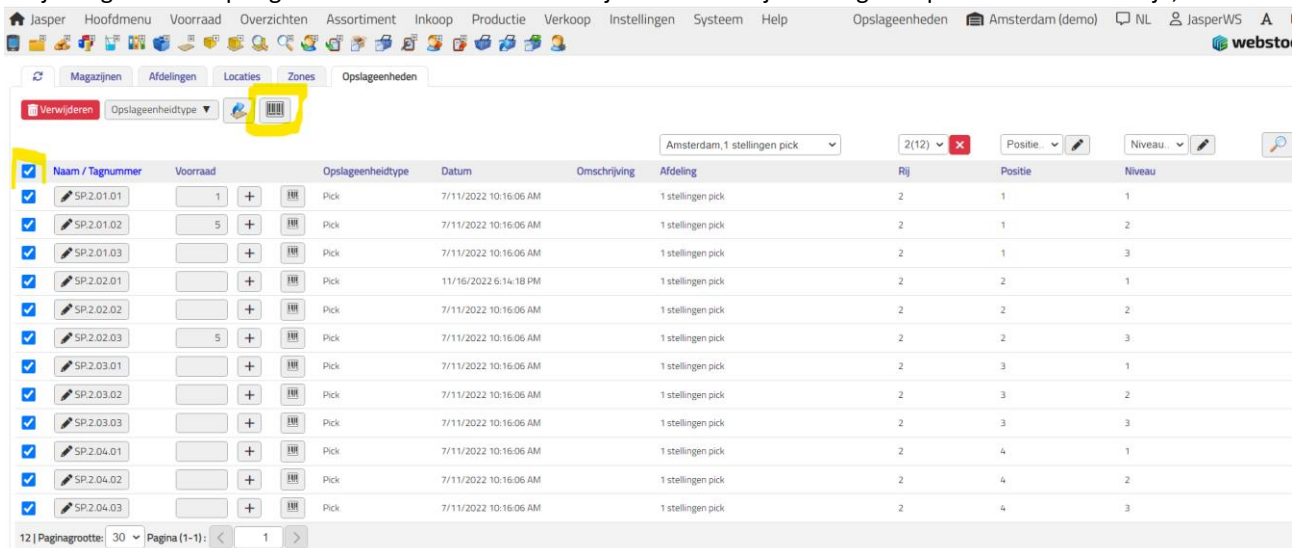 Jasper Hoofdmenu Voorraad Overzichten Assortiment Inkoop Productie Verkoop Instellingen Systeem Help Opslageenheden Amsterdam (demo) NL JasperWS A
Magazijnen Afdelingen Locaties Zones Opslageenheden
Verwijderen Opslageenheidtype ▼
Amsterdam,1 stellingen pick 2(12) Positie.. Niveau..
Naam / Tagnummer Voorraad Opslageenheidtype Datum Omschrijving Afdeling Rij Positie Niveau
SP.2.01.01 1 + Pick 7/11/2022 10:16:06 AM 1 stellingen pick 2 1 1
SP.2.01.02 5 + Pick 7/11/2022 10:16:06 AM 1 stellingen pick 2 1 2
SP.2.01.03 + Pick 7/11/2022 10:16:06 AM 1 stellingen pick 2 1 3
SP.2.02.01 + Pick 11/16/2022 6:14:18 PM 1 stellingen pick 2 2 1
SP.2.02.02 + Pick 7/11/2022 10:16:06 AM 1 stellingen pick 2 2 2
SP.2.02.03 5 + Pick 7/11/2022 10:16:06 AM 1 stellingen pick 2 2 3
SP.2.03.01 + Pick 7/11/2022 10:16:06 AM 1 stellingen pick 2 3 1
SP.2.03.02 + Pick 7/11/2022 10:16:06 AM 1 stellingen pick 2 3 2
SP.2.03.03 + Pick 7/11/2022 10:16:06 AM 1 stellingen pick 2 3 3
SP.2.04.01 + Pick 7/11/2022 10:16:06 AM 1 stellingen pick 2 4 1
SP.2.04.02 + Pick 7/11/2022 10:16:06 AM 1 stellingen pick 2 4 2
SP.2.04.03 + Pick 7/11/2022 10:16:06 AM 1 stellingen pick 2 4 3
12 | Paginagrootte: 30 Pagina (1-1) : < 1 >